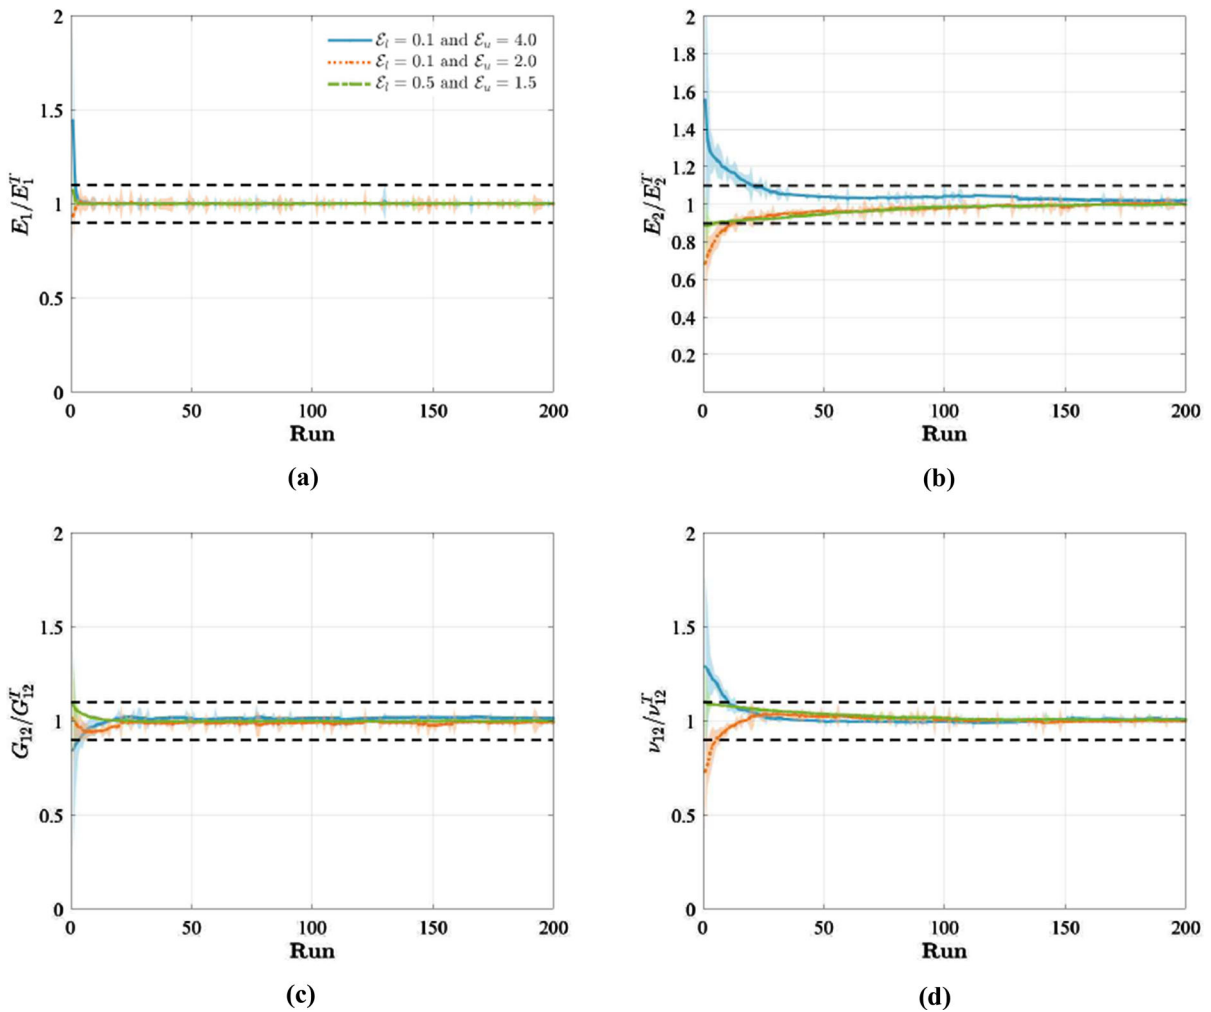 2
1.5
1
0.5
0
E₁/E₁ᵀ
ℰₗ = 0.1 and ℰᵤ = 4.0
ℰₗ = 0.1 and ℰᵤ = 2.0
ℰₗ = 0.5 and ℰᵤ = 1.5
0 50 100 150 200
Run
(a)
2
1.8
1.6
1.4
1.2
1
0.8
0.6
0.4
0.2
E₂/E₂ᵀ
0 50 100 150 200
Run
(b)
2
1.5
1
0.5
0
G₁₂/G₁₂ᵀ
0 50 100 150 200
Run
(c)
2
1.5
1
0.5
0
ν₁₂/ν₁₂ᵀ
0 50 100 150 200
Run
(d)